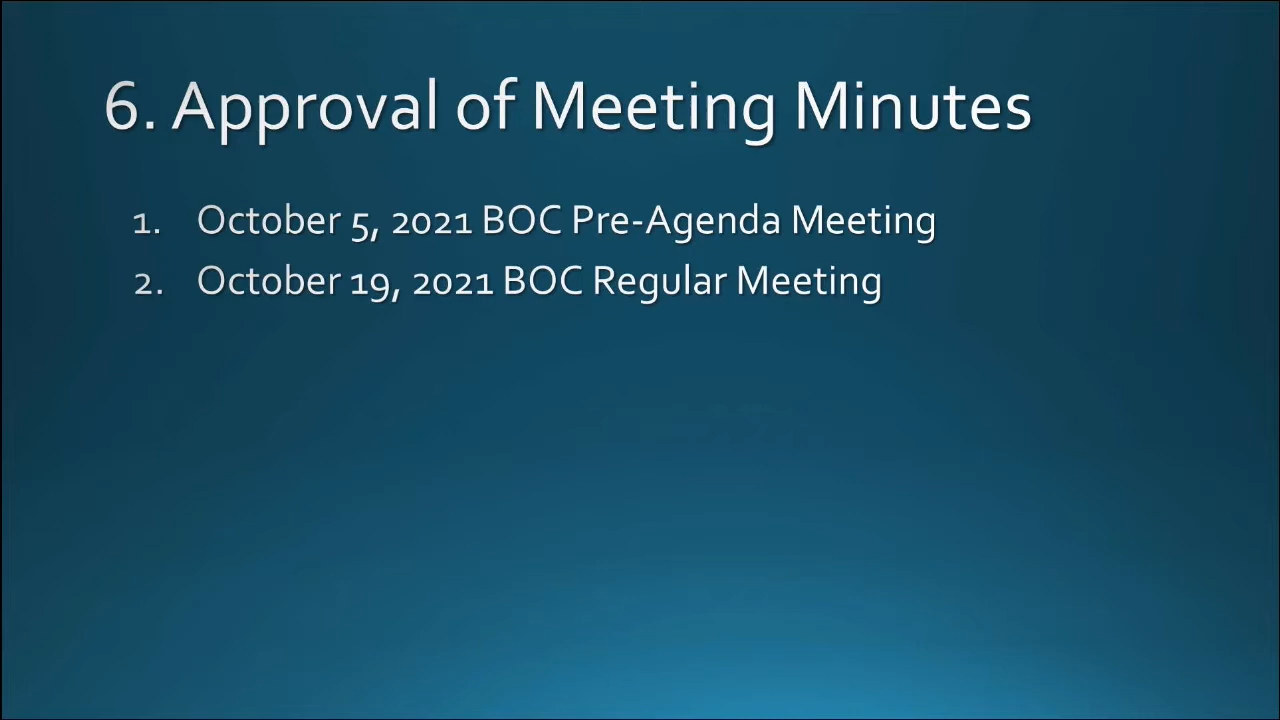 6. Approval of Meeting Minutes
1. October 5, 2021 BOC Pre-Agenda Meeting
2. October 19, 2021 BOC Regular Meeting